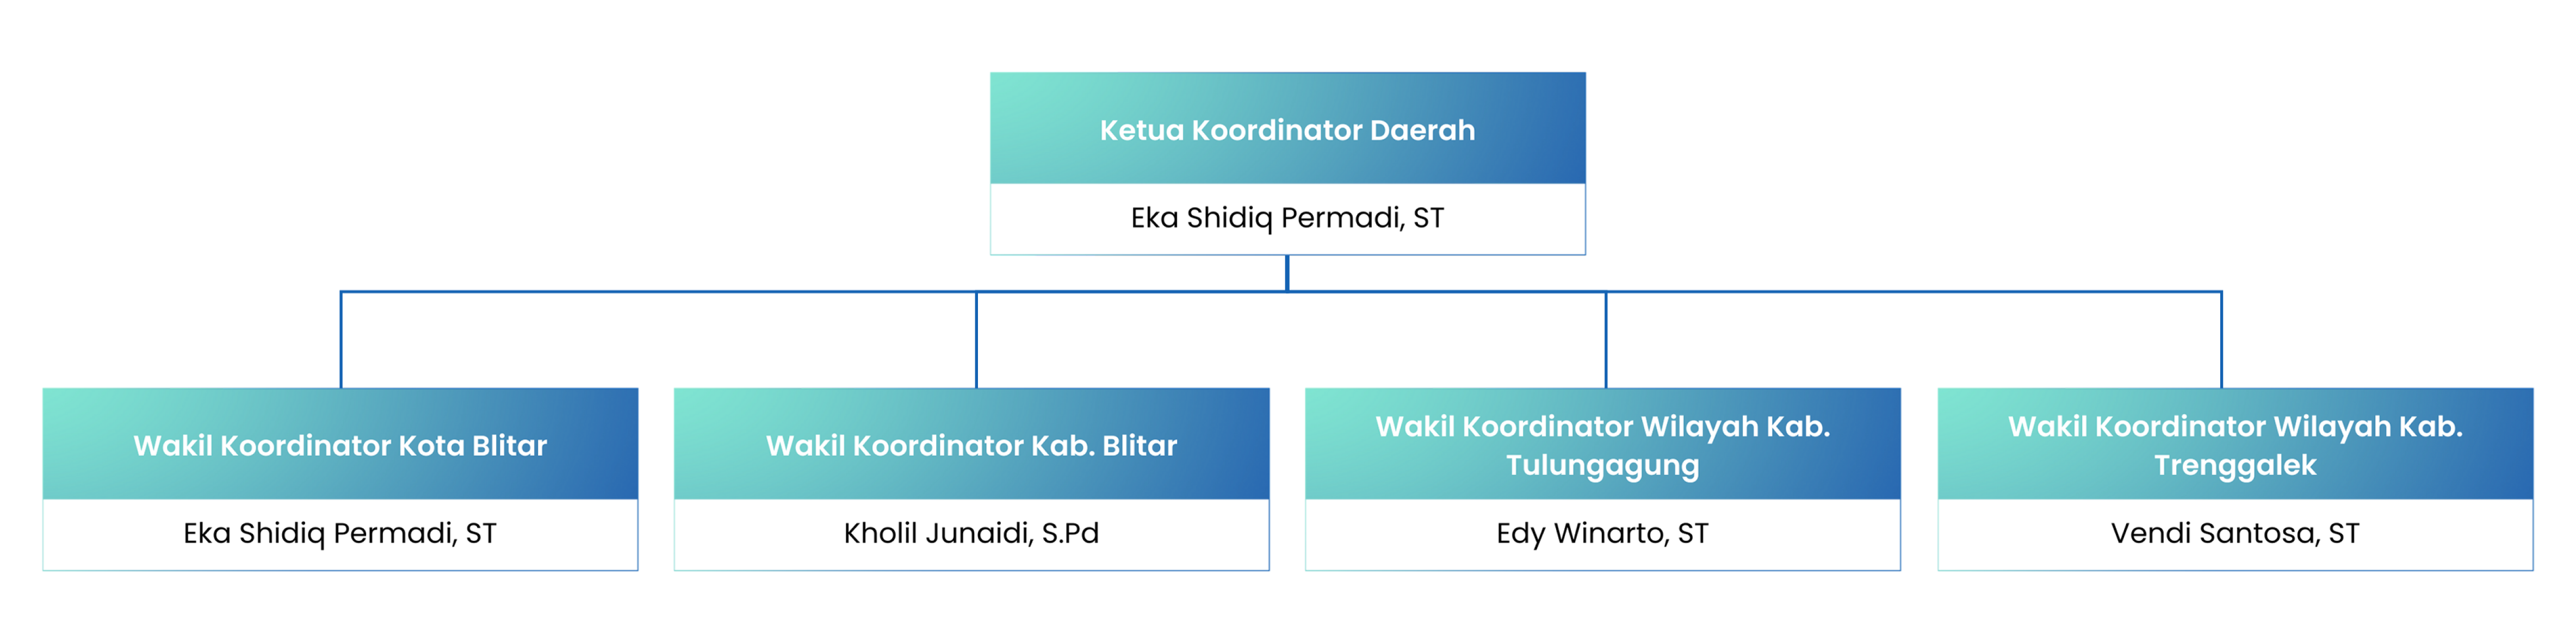 Ketua Koordinator Daerah
Eka Shidiq Permadi, ST
Wakil Koordinator Kota Blitar
Eka Shidiq Permadi, ST
Wakil Koordinator Kab. Blitar
Kholil Junaidi, S.Pd
Wakil Koordinator Wilayah Kab.
Tulungagung
Edy Winarto, ST
Wakil Koordinator Wilayah Kab.
Trenggalek
Vendi Santosa, ST